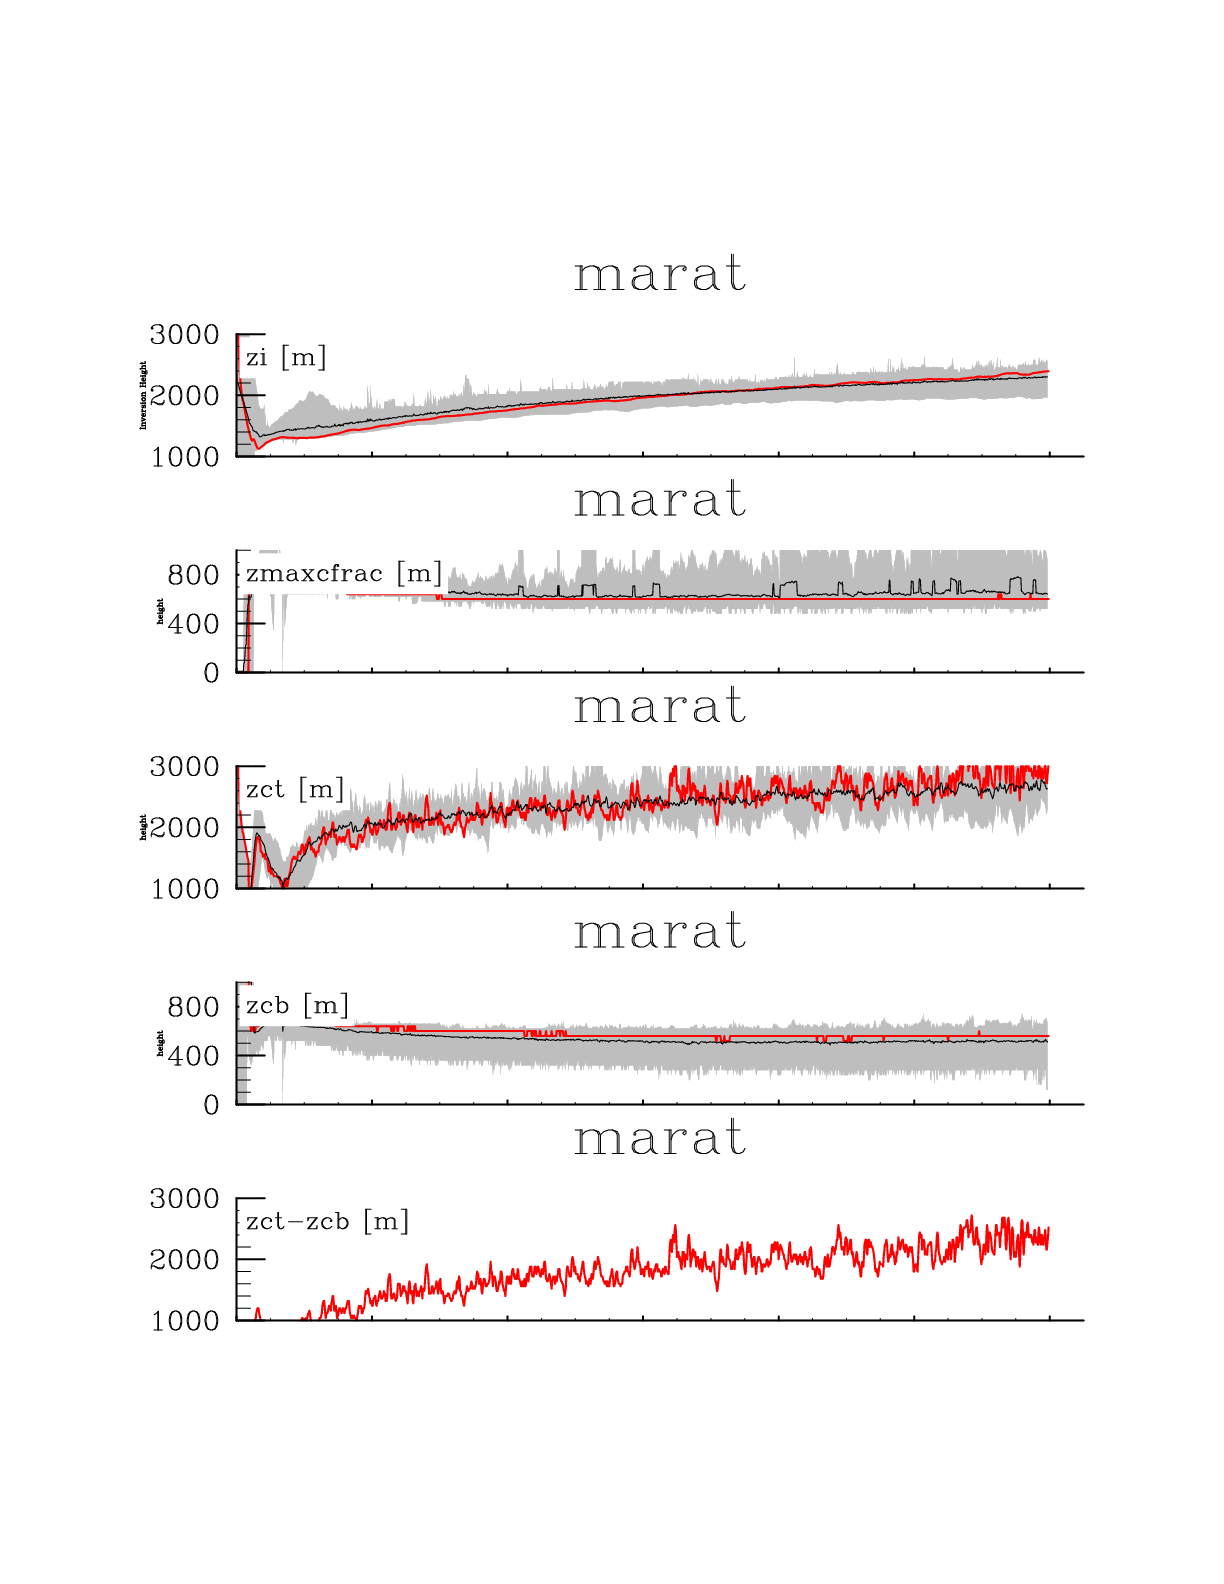 marat
3000
zi [m]
2000
Inversion Height
1000
marat
800
zmaxcfrac [m]
height
400
0
marat
3000
zct [m]
2000
height
1000
marat
800
zcb [m]
height
400
0
marat
3000
zct-zcb [m]
2000
1000